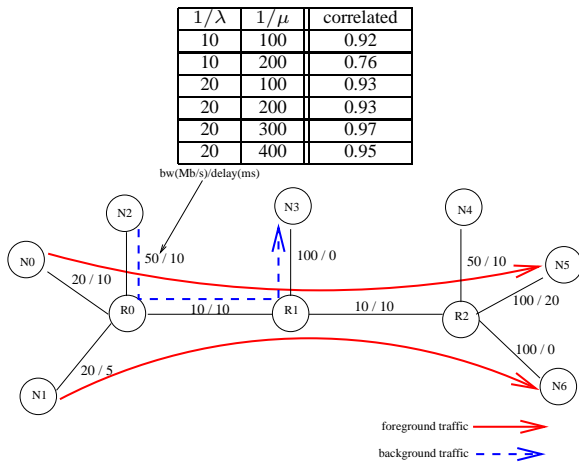 1/λ 1/μ correlated
10 100 0.92
10 200 0.76
20 100 0.93
20 200 0.93
20 300 0.97
20 400 0.95
bw(Mb/s)/delay(ms)
N2 N3 N4
50 / 10 100 / 0 50 / 10
N0 N5
20 / 10 100 / 20
R0 10 / 10 R1 10 / 10 R2
20 / 5 100 / 0
N1 N6
foreground traffic
background traffic